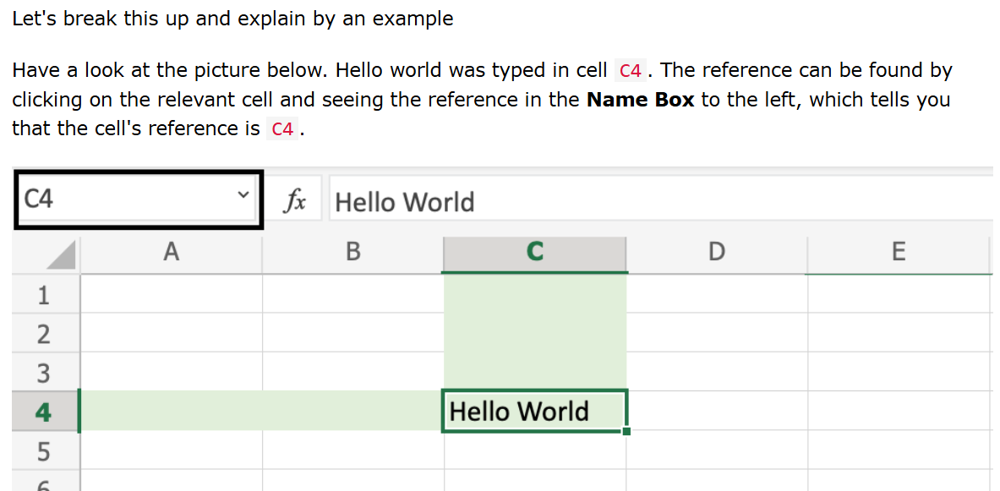 Let's break this up and explain by an example
Have a look at the picture below. Hello world was typed in cell C4. The reference can be found by
clicking on the relevant cell and seeing the reference in the Name Box to the left, which tells you
that the cell's reference is C4.
C4 fx Hello World
A B C D E
1
2
3
4 Hello World
5
6